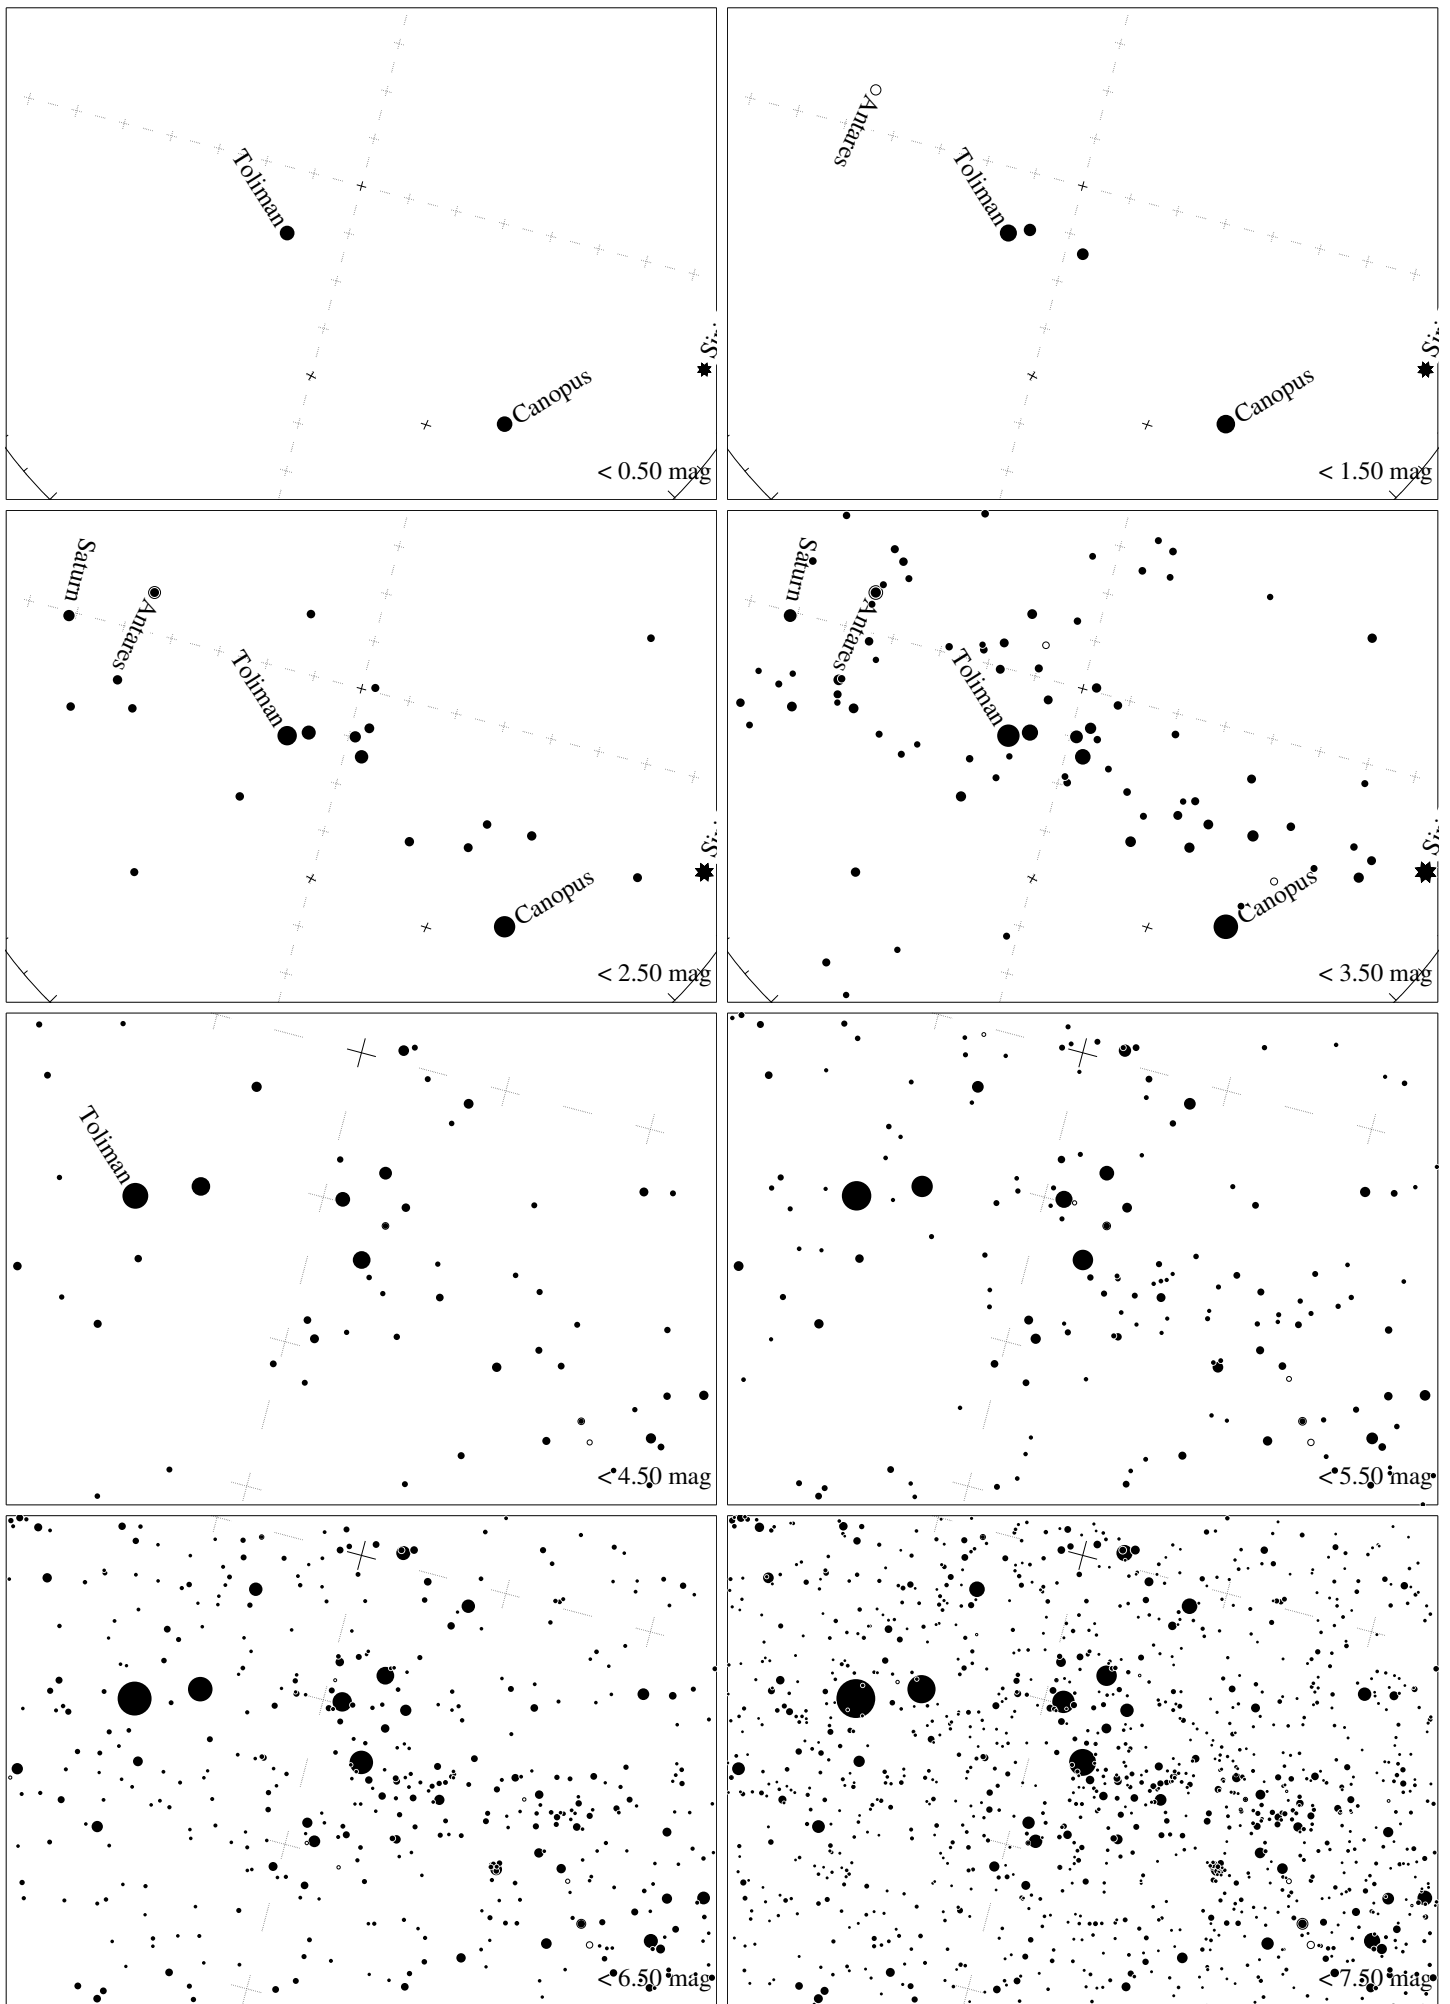 Toliman
Canopus
< 0.50 mag
Antares
Toliman
Canopus
< 1.50 mag
Saturn
Antares
Toliman
Canopus
< 2.50 mag
Saturn
Antares
Toliman
Canopus
< 3.50 mag
Toliman
< 4.50 mag
< 5.50 mag
< 6.50 mag
< 7.50 mag